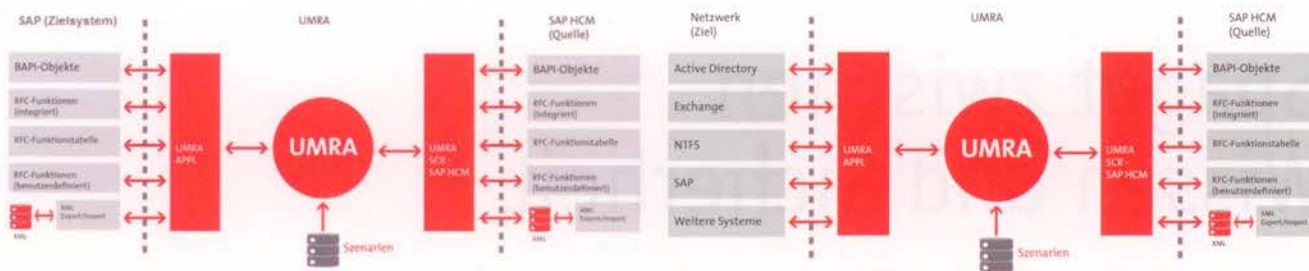 SAP (Zielsystem)
UMRA
SAP HCM
(Quelle)
BAPI-Objekte
RFC-Funktionen
(integriert)
RFC-Funktionstabelle
RFC-Funktionen
(benutzerdefiniert)
XML
Export/Import
XML
UMRA
APPL
UMRA
Szenarien
UMRA
SCR -
SAP HCM
BAPI-Objekte
RFC-Funktionen
(integriert)
RFC-Funktionstabelle
RFC-Funktionen
(benutzerdefiniert)
XML
Export/Import
XML
Netzwerk
(Ziel)
UMRA
SAP HCM
(Quelle)
Active Directory
Exchange
NTFS
SAP
Weitere Systeme
UMRA
APPL
UMRA
Szenarien
UMRA
SCR -
SAP HCM
BAPI-Objekte
RFC-Funktionen
(integriert)
RFC-Funktionstabelle
RFC-Funktionen
(benutzerdefiniert)
XML
Export/Import
XML